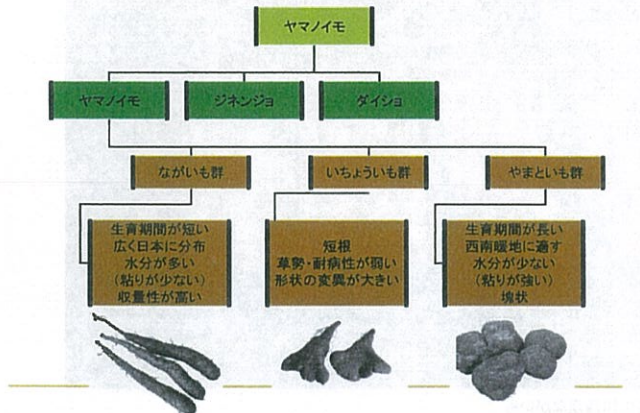 ヤマノイモ
ヤマノイモ
ジネンジョ
ダイショ
ながいも群
いちょういも群
やまといも群
生育期間が短い
広く日本に分布
水分が多い
(粘りが少ない)
収量性が高い
短根
草勢・耐病性が弱い
形状の変異が大きい
生育期間が長い
西南暖地に適す
水分が少ない
(粘りが強い)
塊状